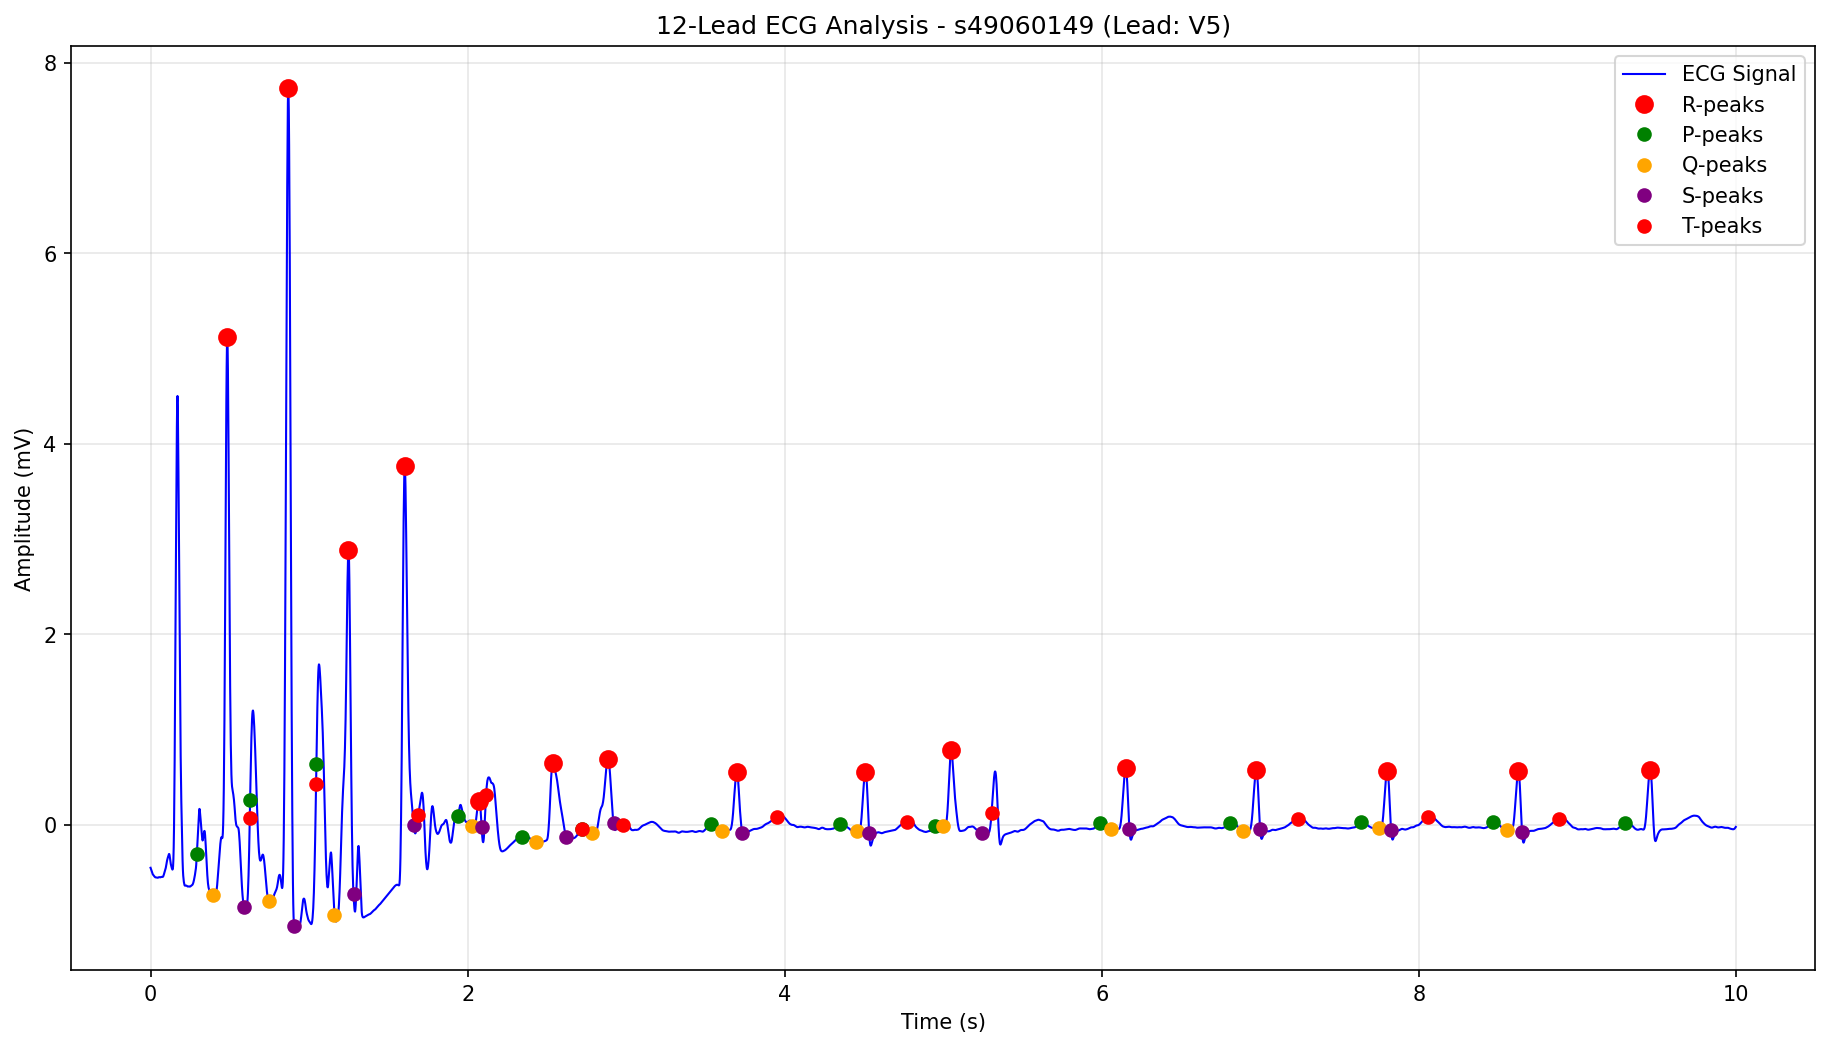 12-Lead ECG Analysis - s49060149 (Lead: V5)
ECG Signal
R-peaks
P-peaks
Q-peaks
S-peaks
T-peaks
Amplitude (mV)
8
6
4
2
0
0
2
4
6
8
10
Time (s)